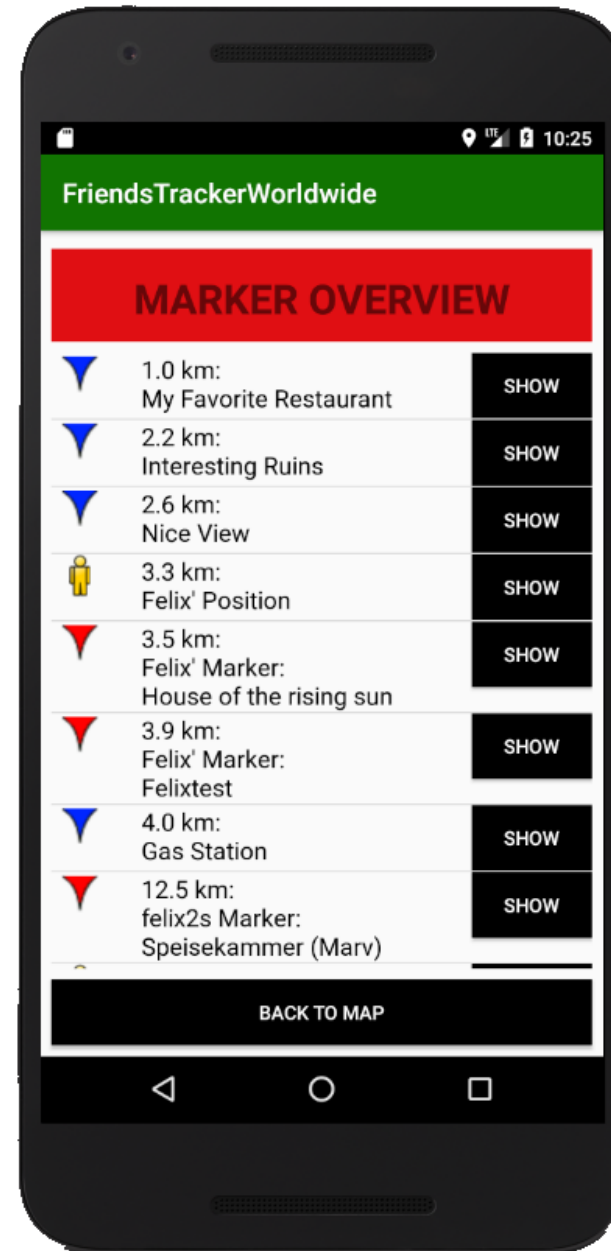 LTE 10:25
FriendsTrackerWorldwide
MARKER OVERVIEW
1.0 km:
My Favorite Restaurant
SHOW
2.2 km:
Interesting Ruins
SHOW
2.6 km:
Nice View
SHOW
3.3 km:
Felix' Position
SHOW
3.5 km:
Felix' Marker:
House of the rising sun
SHOW
3.9 km:
Felix' Marker:
Felixtest
SHOW
4.0 km:
Gas Station
SHOW
12.5 km:
felix2s Marker:
Speisekammer (Marv)
SHOW
BACK TO MAP